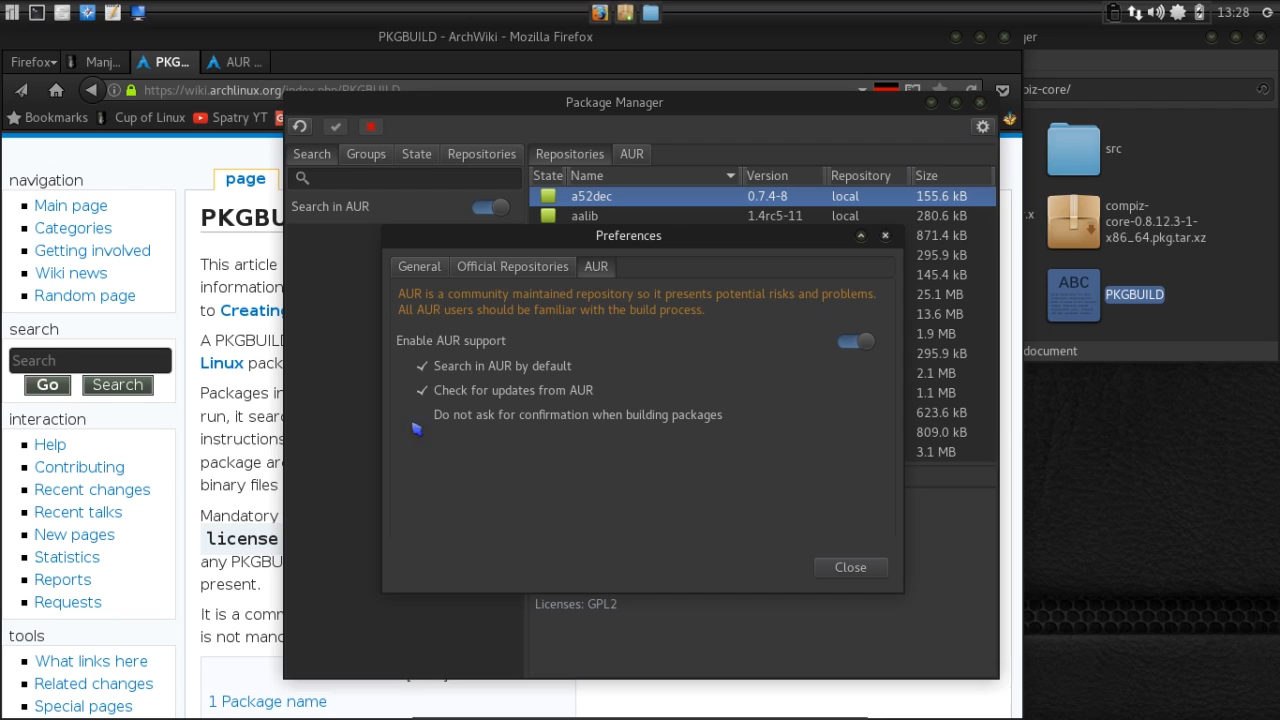 13:28
PKGBUILD - ArchWiki - Mozilla Firefox
ger
Firefox
Manj...
PKG...
AUR ...
https://wiki.archlinux.org/index.php/PKGBUILD
piz-core/
Bookmarks
Cup of Linux
Spatry YT
Package Manager
Search
Groups
State
Repositories
Repositories
AUR
State
Name
Version
Repository
Size
Search in AUR
a52dec
0.7.4-8
local
155.6 kB
aalib
1.4rc5-11
local
280.6 kB
871.4 kB
295.9 kB
145.4 kB
25.1 MB
13.6 MB
1.9 MB
295.9 kB
2.1 MB
1.1 MB
623.6 kB
809.0 kB
3.1 MB
Licenses: GPL2
Preferences
General
Official Repositories
AUR
AUR is a community maintained repository so it presents potential risks and problems.
All AUR users should be familiar with the build process.
Enable AUR support
Search in AUR by default
Check for updates from AUR
Do not ask for confirmation when building packages
Close
navigation
Main page
Categories
Getting involved
Wiki news
Random page
search
Search
Go
Search
interaction
Help
Contributing
Recent changes
Recent talks
New pages
Statistics
Reports
Requests
tools
What links here
Related changes
Special pages
page
PKGBU
This article
information
to Creating
A PKGBUILD
Linux pack
Packages in
run, it sear
instructions
package ar
binary files
Mandatory
license
any PKGBU
present.
It is a comm
is not mand
1 Package name
src
.x
compiz-
core-0.8.12.3-1-
x86_64.pkg.tar.xz
ABC
PKGBUILD
document